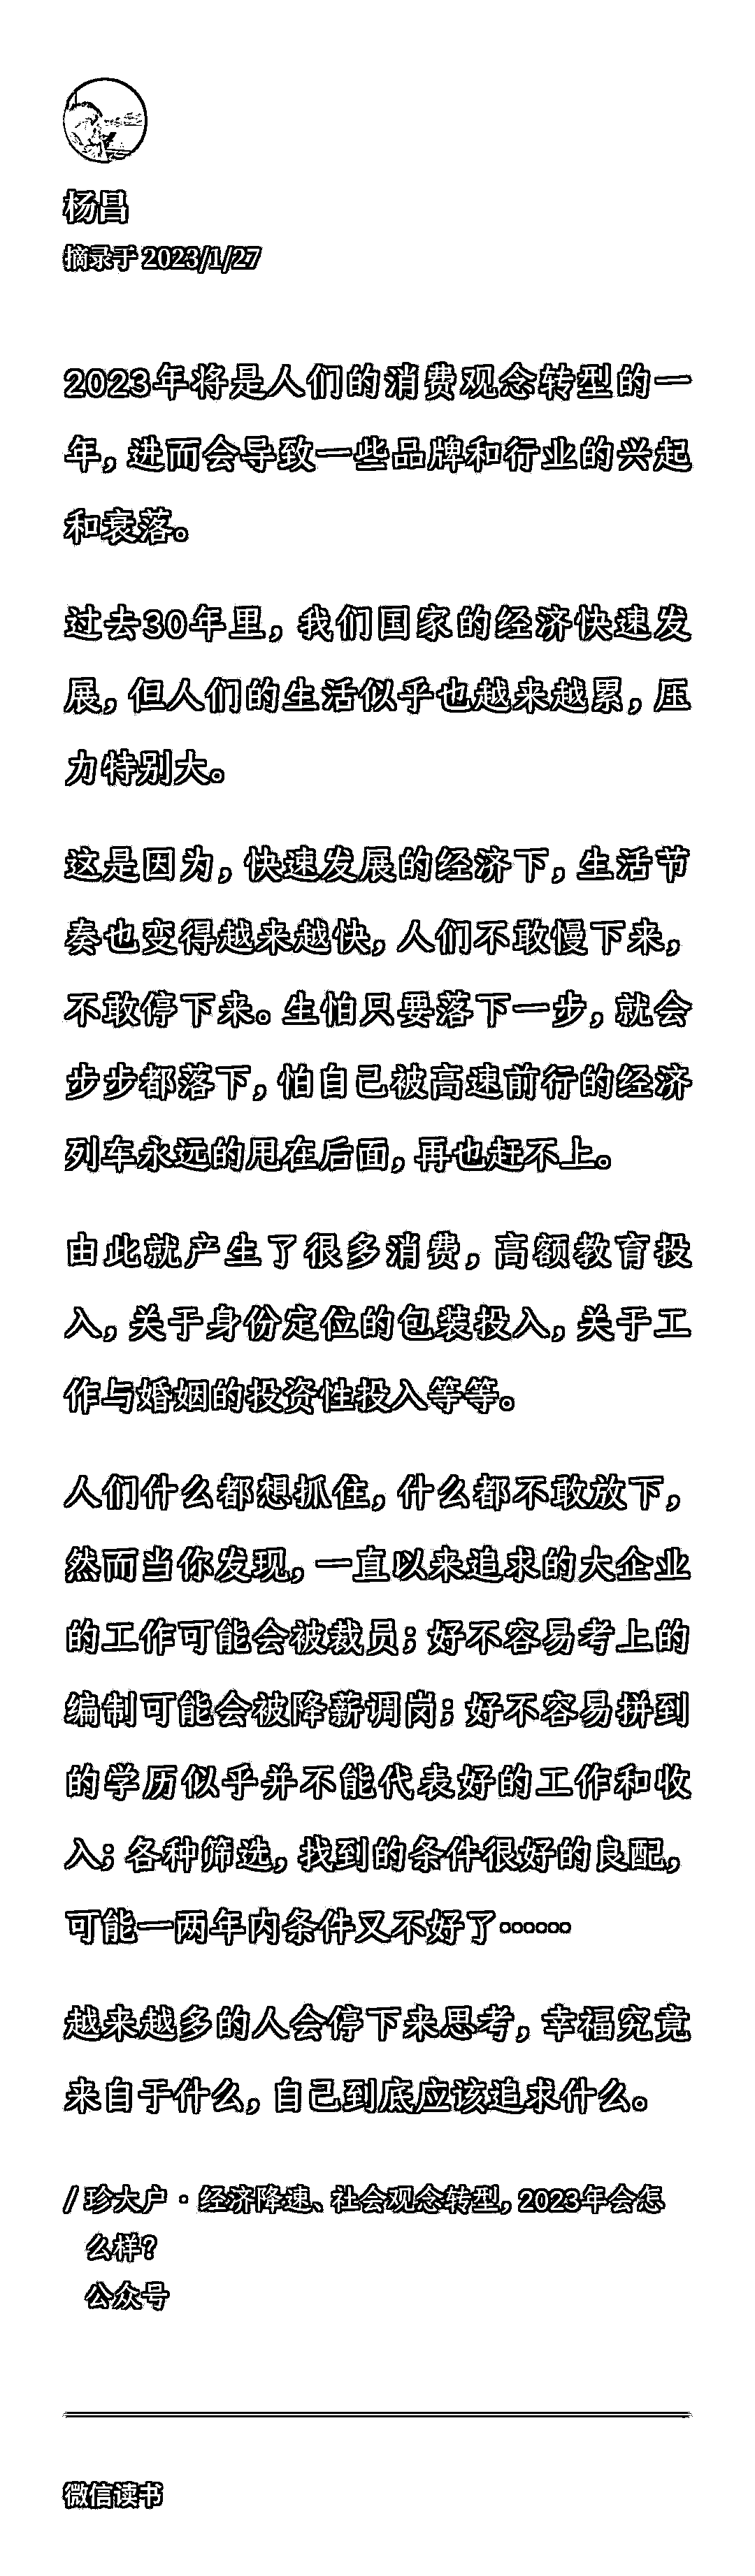 杨昌
摘录于 2023/1/27
2023年将是人们的消费观念转型的一
年，进而会导致一些品牌和行业的兴起
和衰落。
过去30年里，我们国家的经济快速发
展，但人们的生活似乎也越来越累，压
力特别大。
这是因为，快速发展的经济下，生活节
奏也变得越来越快，人们不敢慢下来，
不敢停下来。生怕只要落下一步，就会
步步都落下，怕自己被高速前行的经济
列车永远的甩在后面，再也赶不上。
由此就产生了很多消费，高额教育投
入，关于身份定位的包装投入，关于工
作与婚姻的投资性投入等等。
人们什么都想抓住，什么都不敢放下，
然而当你发现，一直以来追求的大企业
的工作可能会被裁员；好不容易考上的
编制可能会被降薪调岗；好不容易拼到
的学历似乎并不能代表好的工作和收
入；各种筛选，找到的条件很好的良配，
可能一两年内条件又不好了……
越来越多的人会停下来思考，幸福究竟
来自于什么，自己到底应该追求什么。
/ 珍大户 · 经济降速、社会观念转型，2023年会怎
么样？
公众号
微信读书